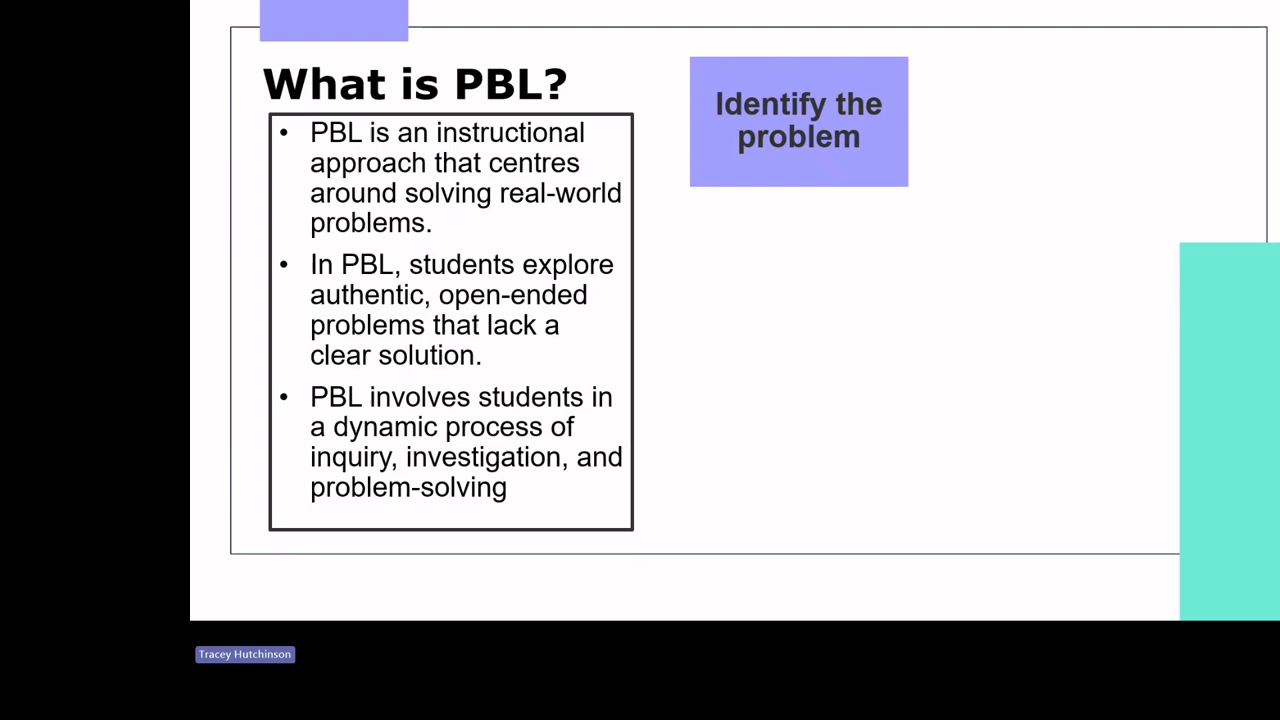 What is PBL?
• PBL is an instructional
approach that centres
around solving real-world
problems.
• In PBL, students explore
authentic, open-ended
problems that lack a
clear solution.
• PBL involves students in
a dynamic process of
inquiry, investigation, and
problem-solving
Identify the
problem
Tracey Hutchinson